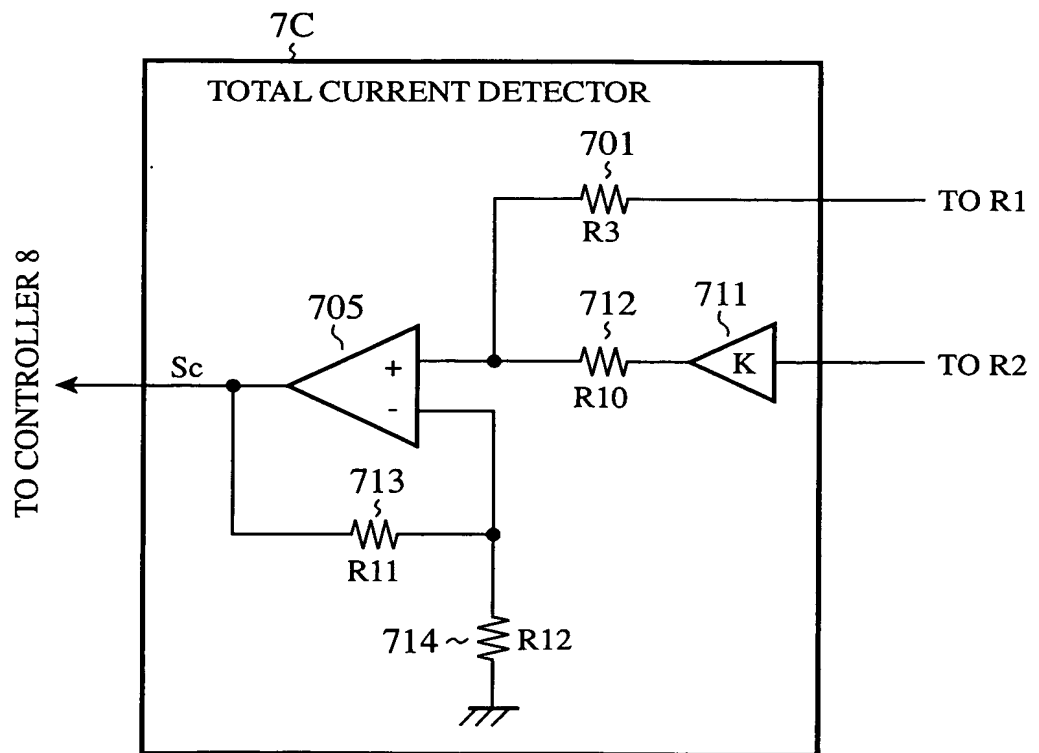 7C
TOTAL CURRENT DETECTOR
701
R3
TO R1
705
712
711
+
-
R10
K
TO R2
Sc
TO CONTROLLER 8
713
R11
714
R12